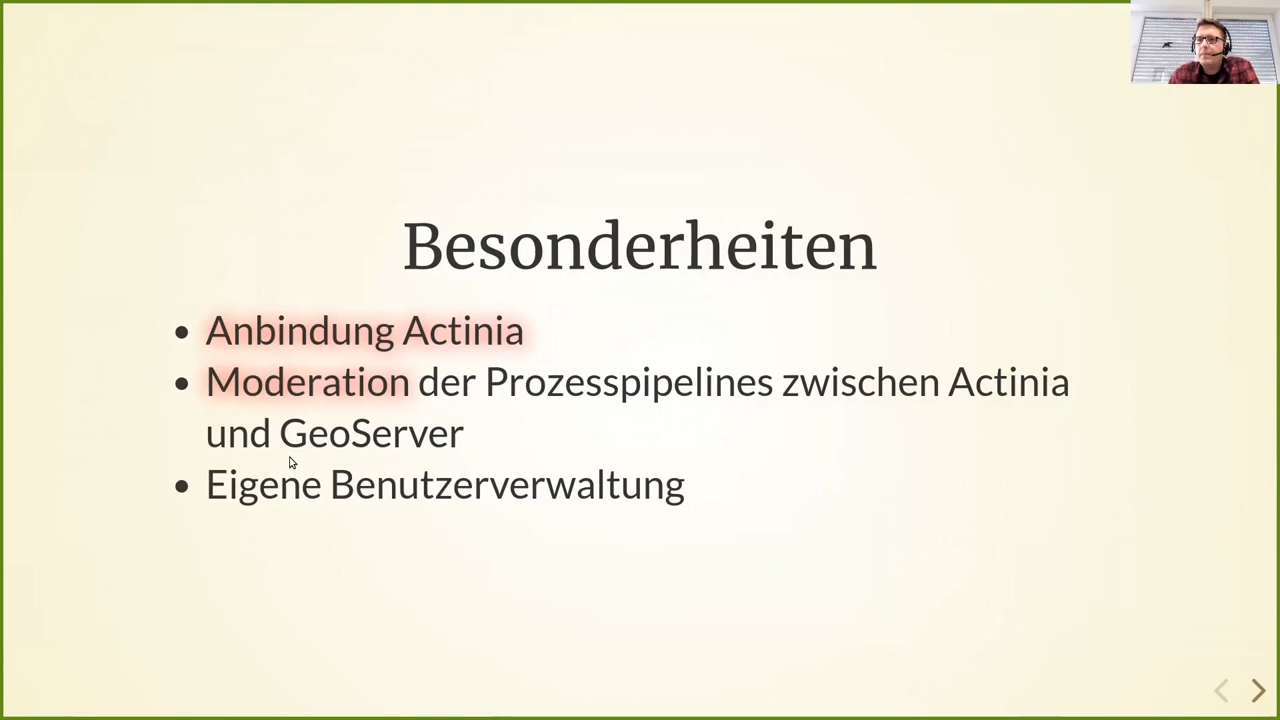 Besonderheiten
Anbindung Actinia
Moderation der Prozesspipelines zwischen Actinia
und GeoServer
Eigene Benutzerverwaltung